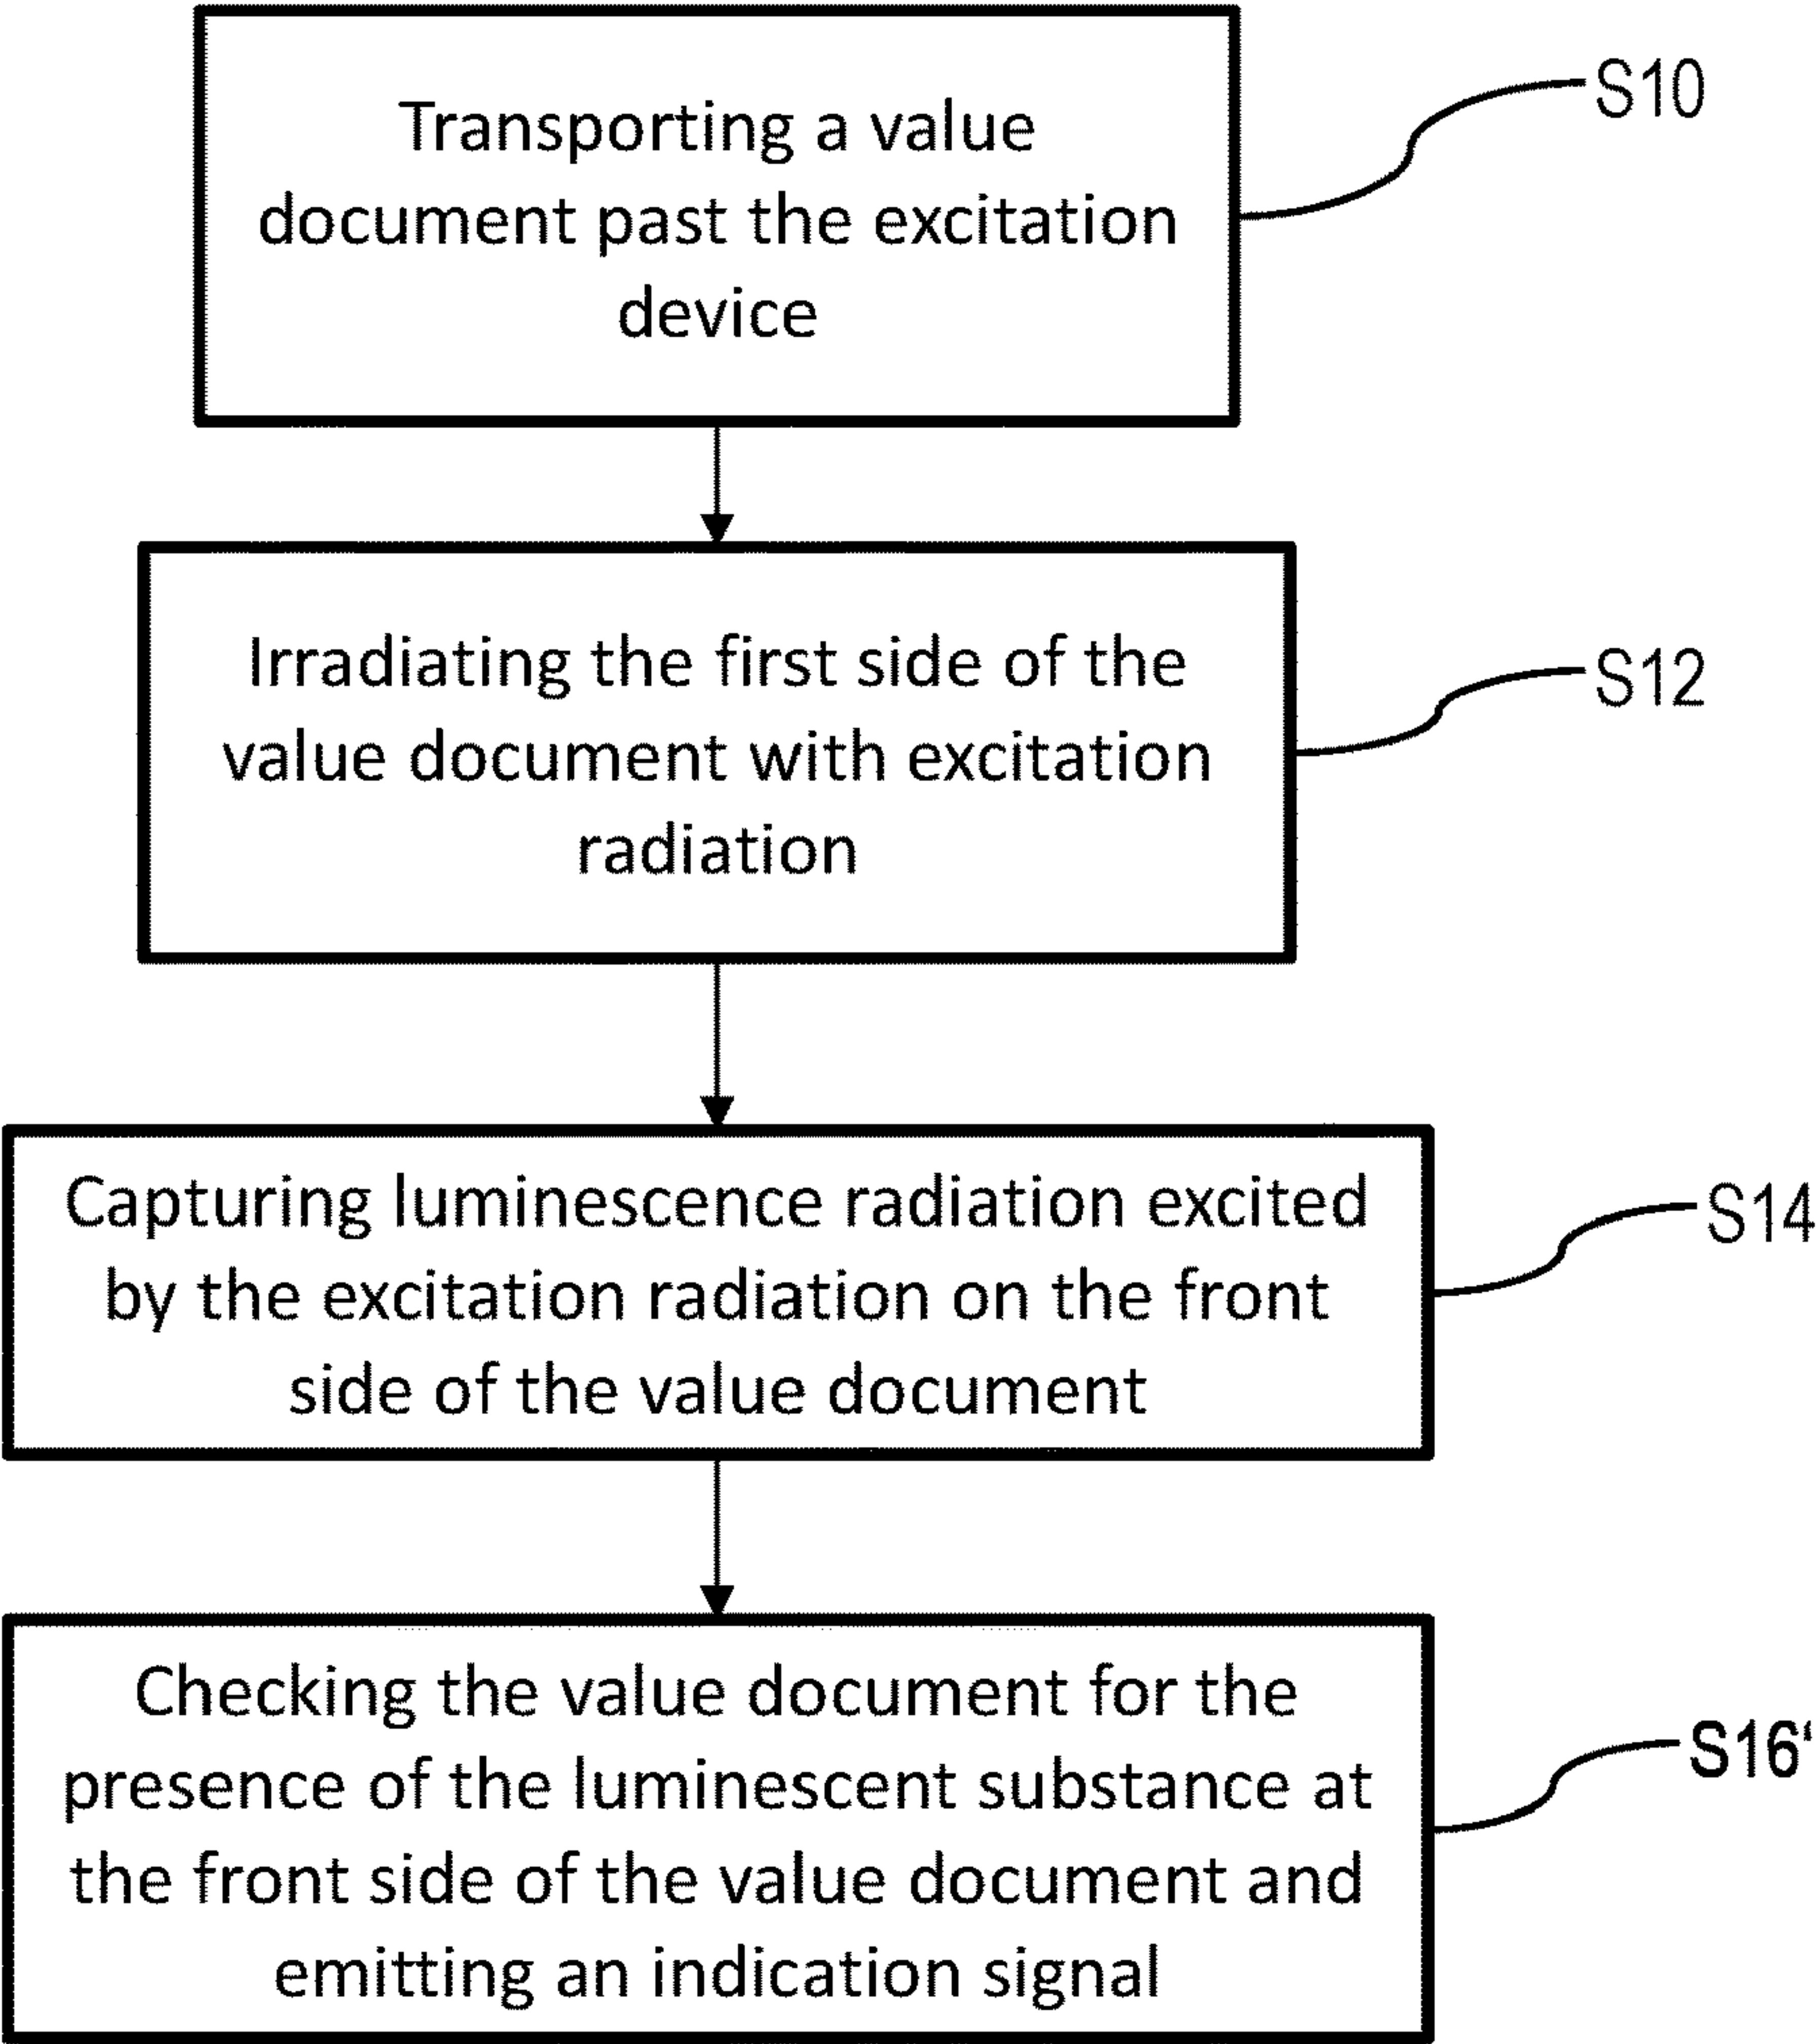 Transporting a value
document past the excitation
device
S10
Irradiating the first side of the
value document with excitation
radiation
S12
Capturing luminescence radiation excited
by the excitation radiation on the front
side of the value document
S14
Checking the value document for the
presence of the luminescent substance at
the front side of the value document and
emitting an indication signal
S16‘